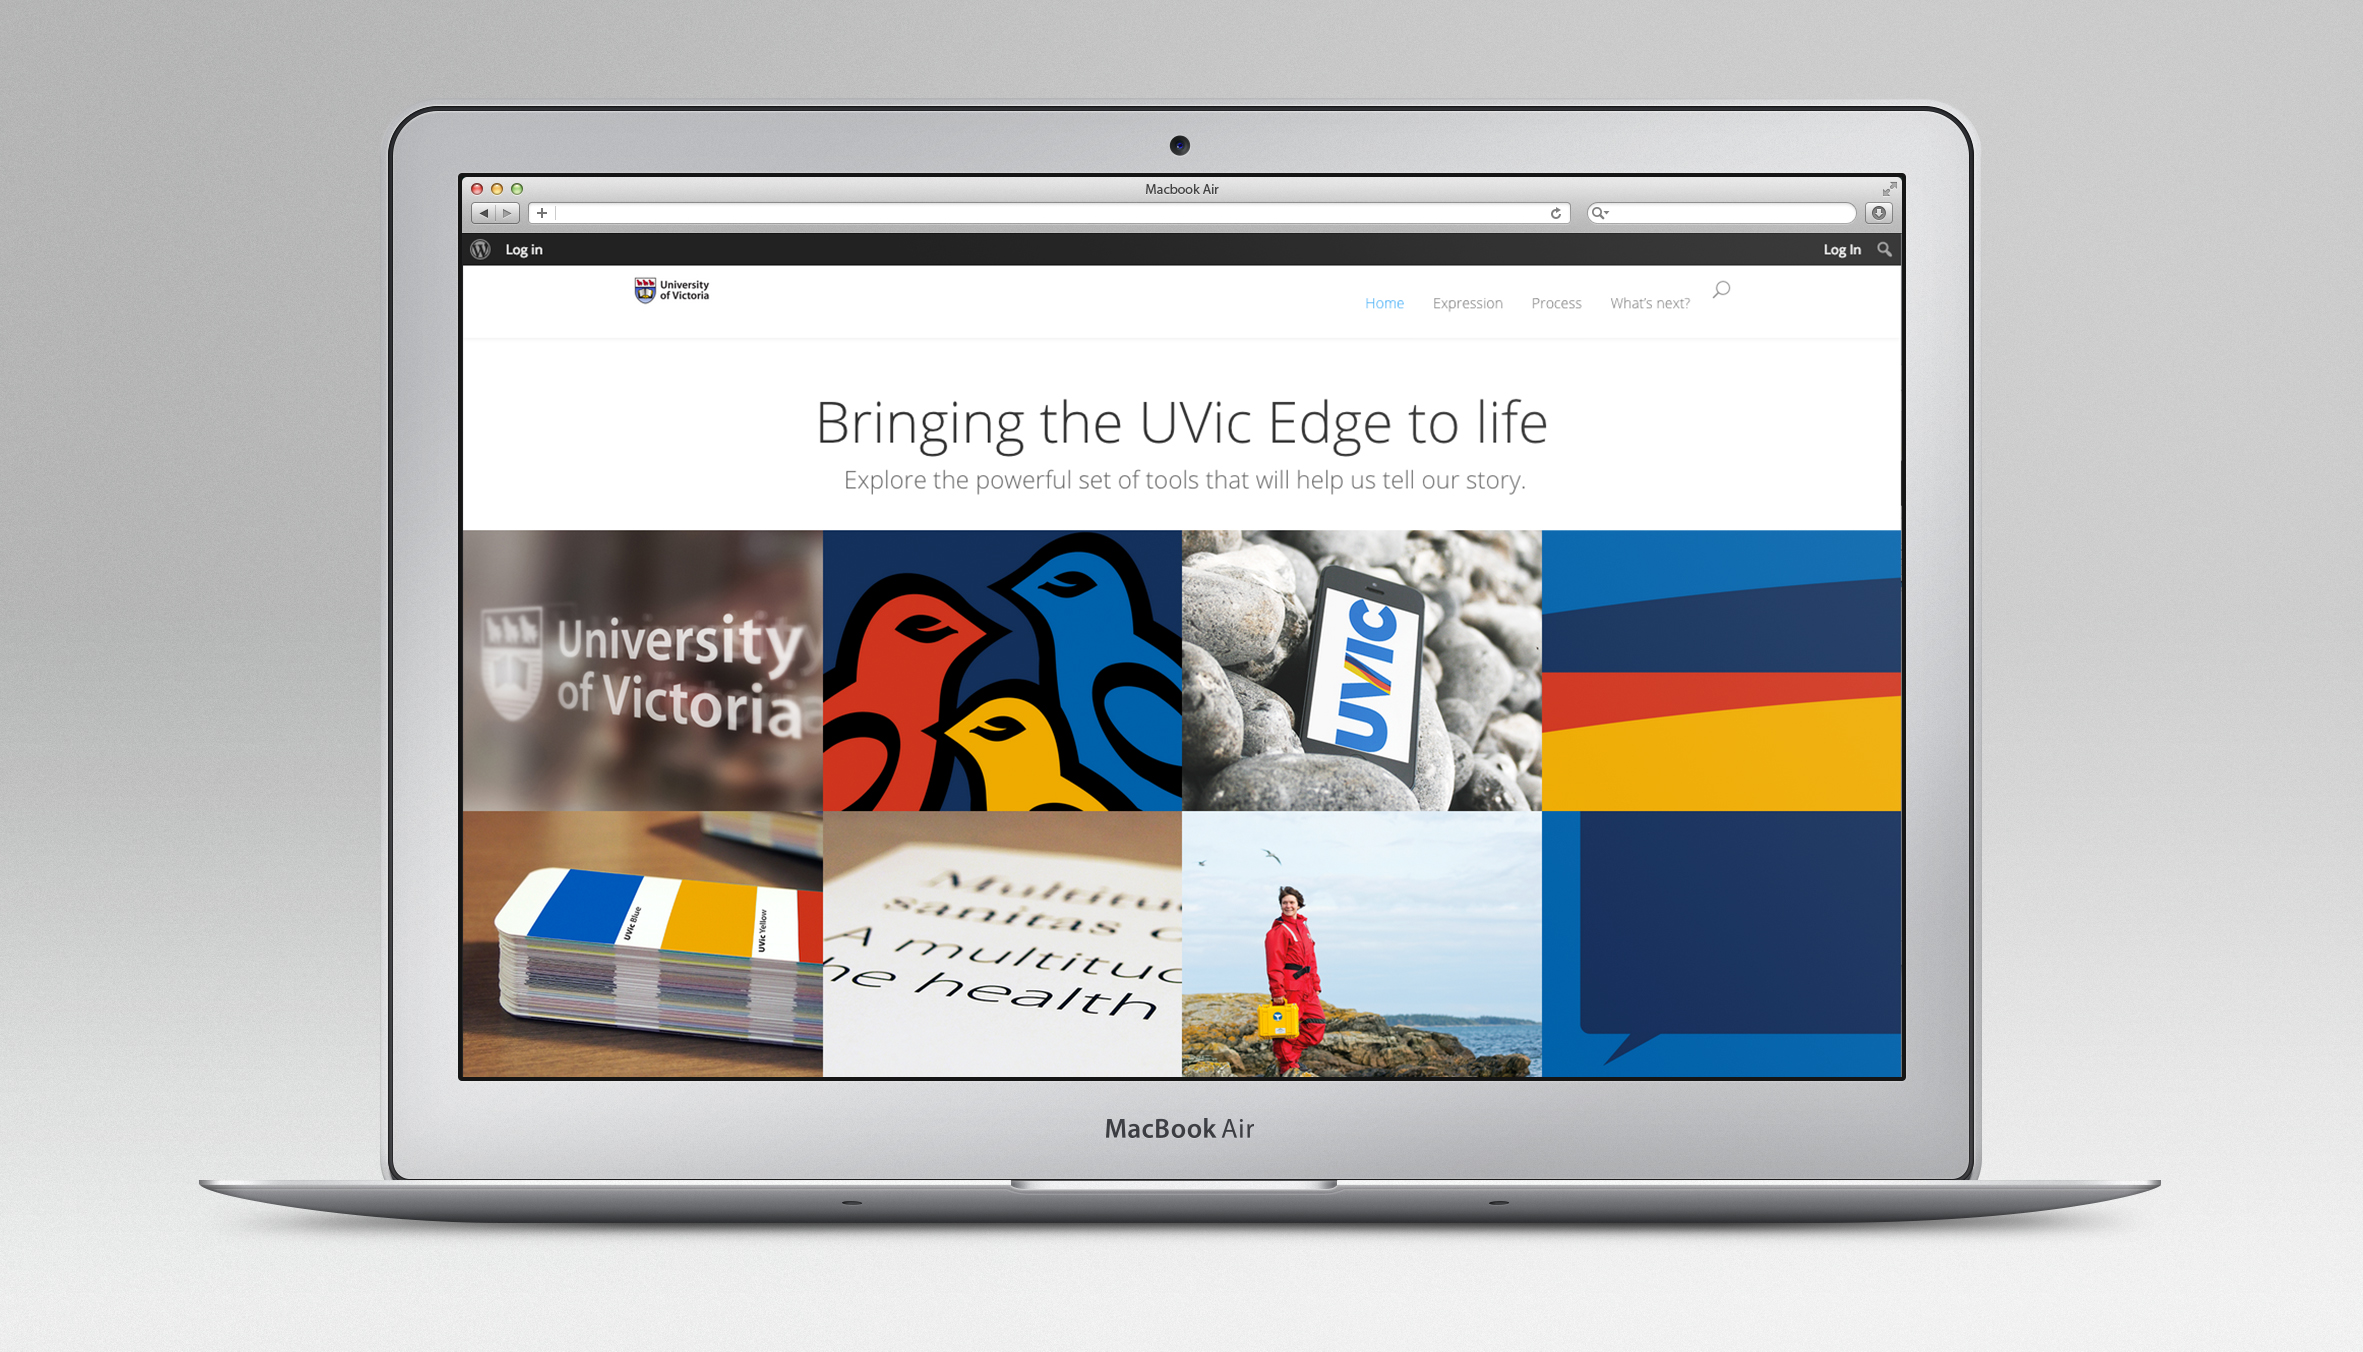 Macbook Air
Log in
Log In
University
of Victoria
Home
Expression
Process
What's next?
Bringing the UVic Edge to life
Explore the powerful set of tools that will help us tell our story.
University
of Victoria
UVIC
UVic Blue
UVic Yellow
sanitas
A multituc
he health
MacBook Air